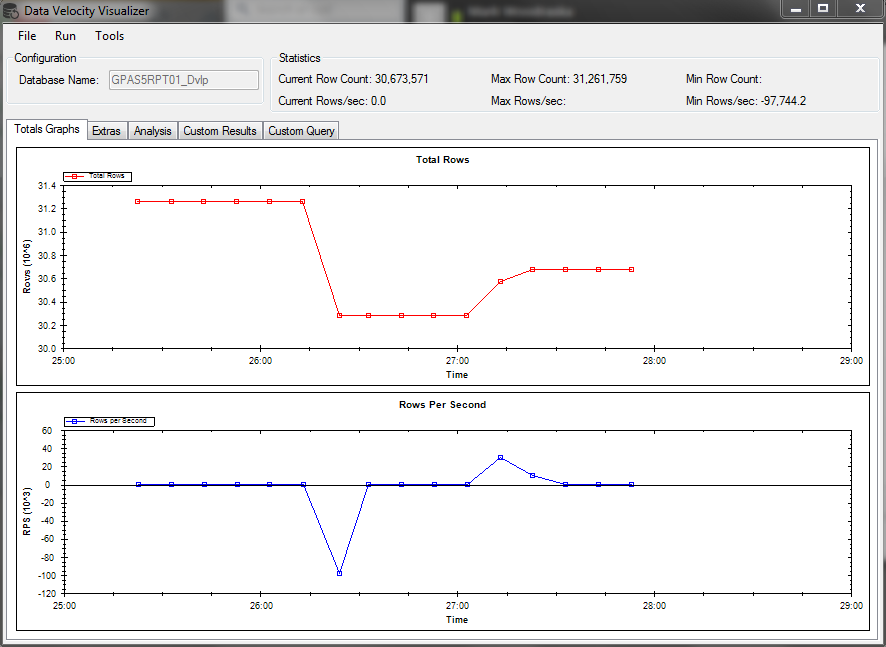 Data Velocity Visualizer
File Run Tools
Configuration
Database Name: GPAS5RPT01_Dvlp
Statistics
Current Row Count: 30,673,571 Max Row Count: 31,261,759 Min Row Count:
Current Rows/sec: 0.0 Max Rows/sec: Min Rows/sec: -97,744.2
Totals Graphs Extras Analysis Custom Results Custom Query
Total Rows
Total Rows
31.4
31.2
31.0
30.8
30.6
30.4
30.2
30.0
Rows (10^6)
25:00 26:00 27:00 28:00 29:00
Time
Rows Per Second
Rows per Second
60
40
20
0
-20
-40
-60
-80
-100
-120
RPS (10^3)
25:00 26:00 27:00 28:00 29:00
Time